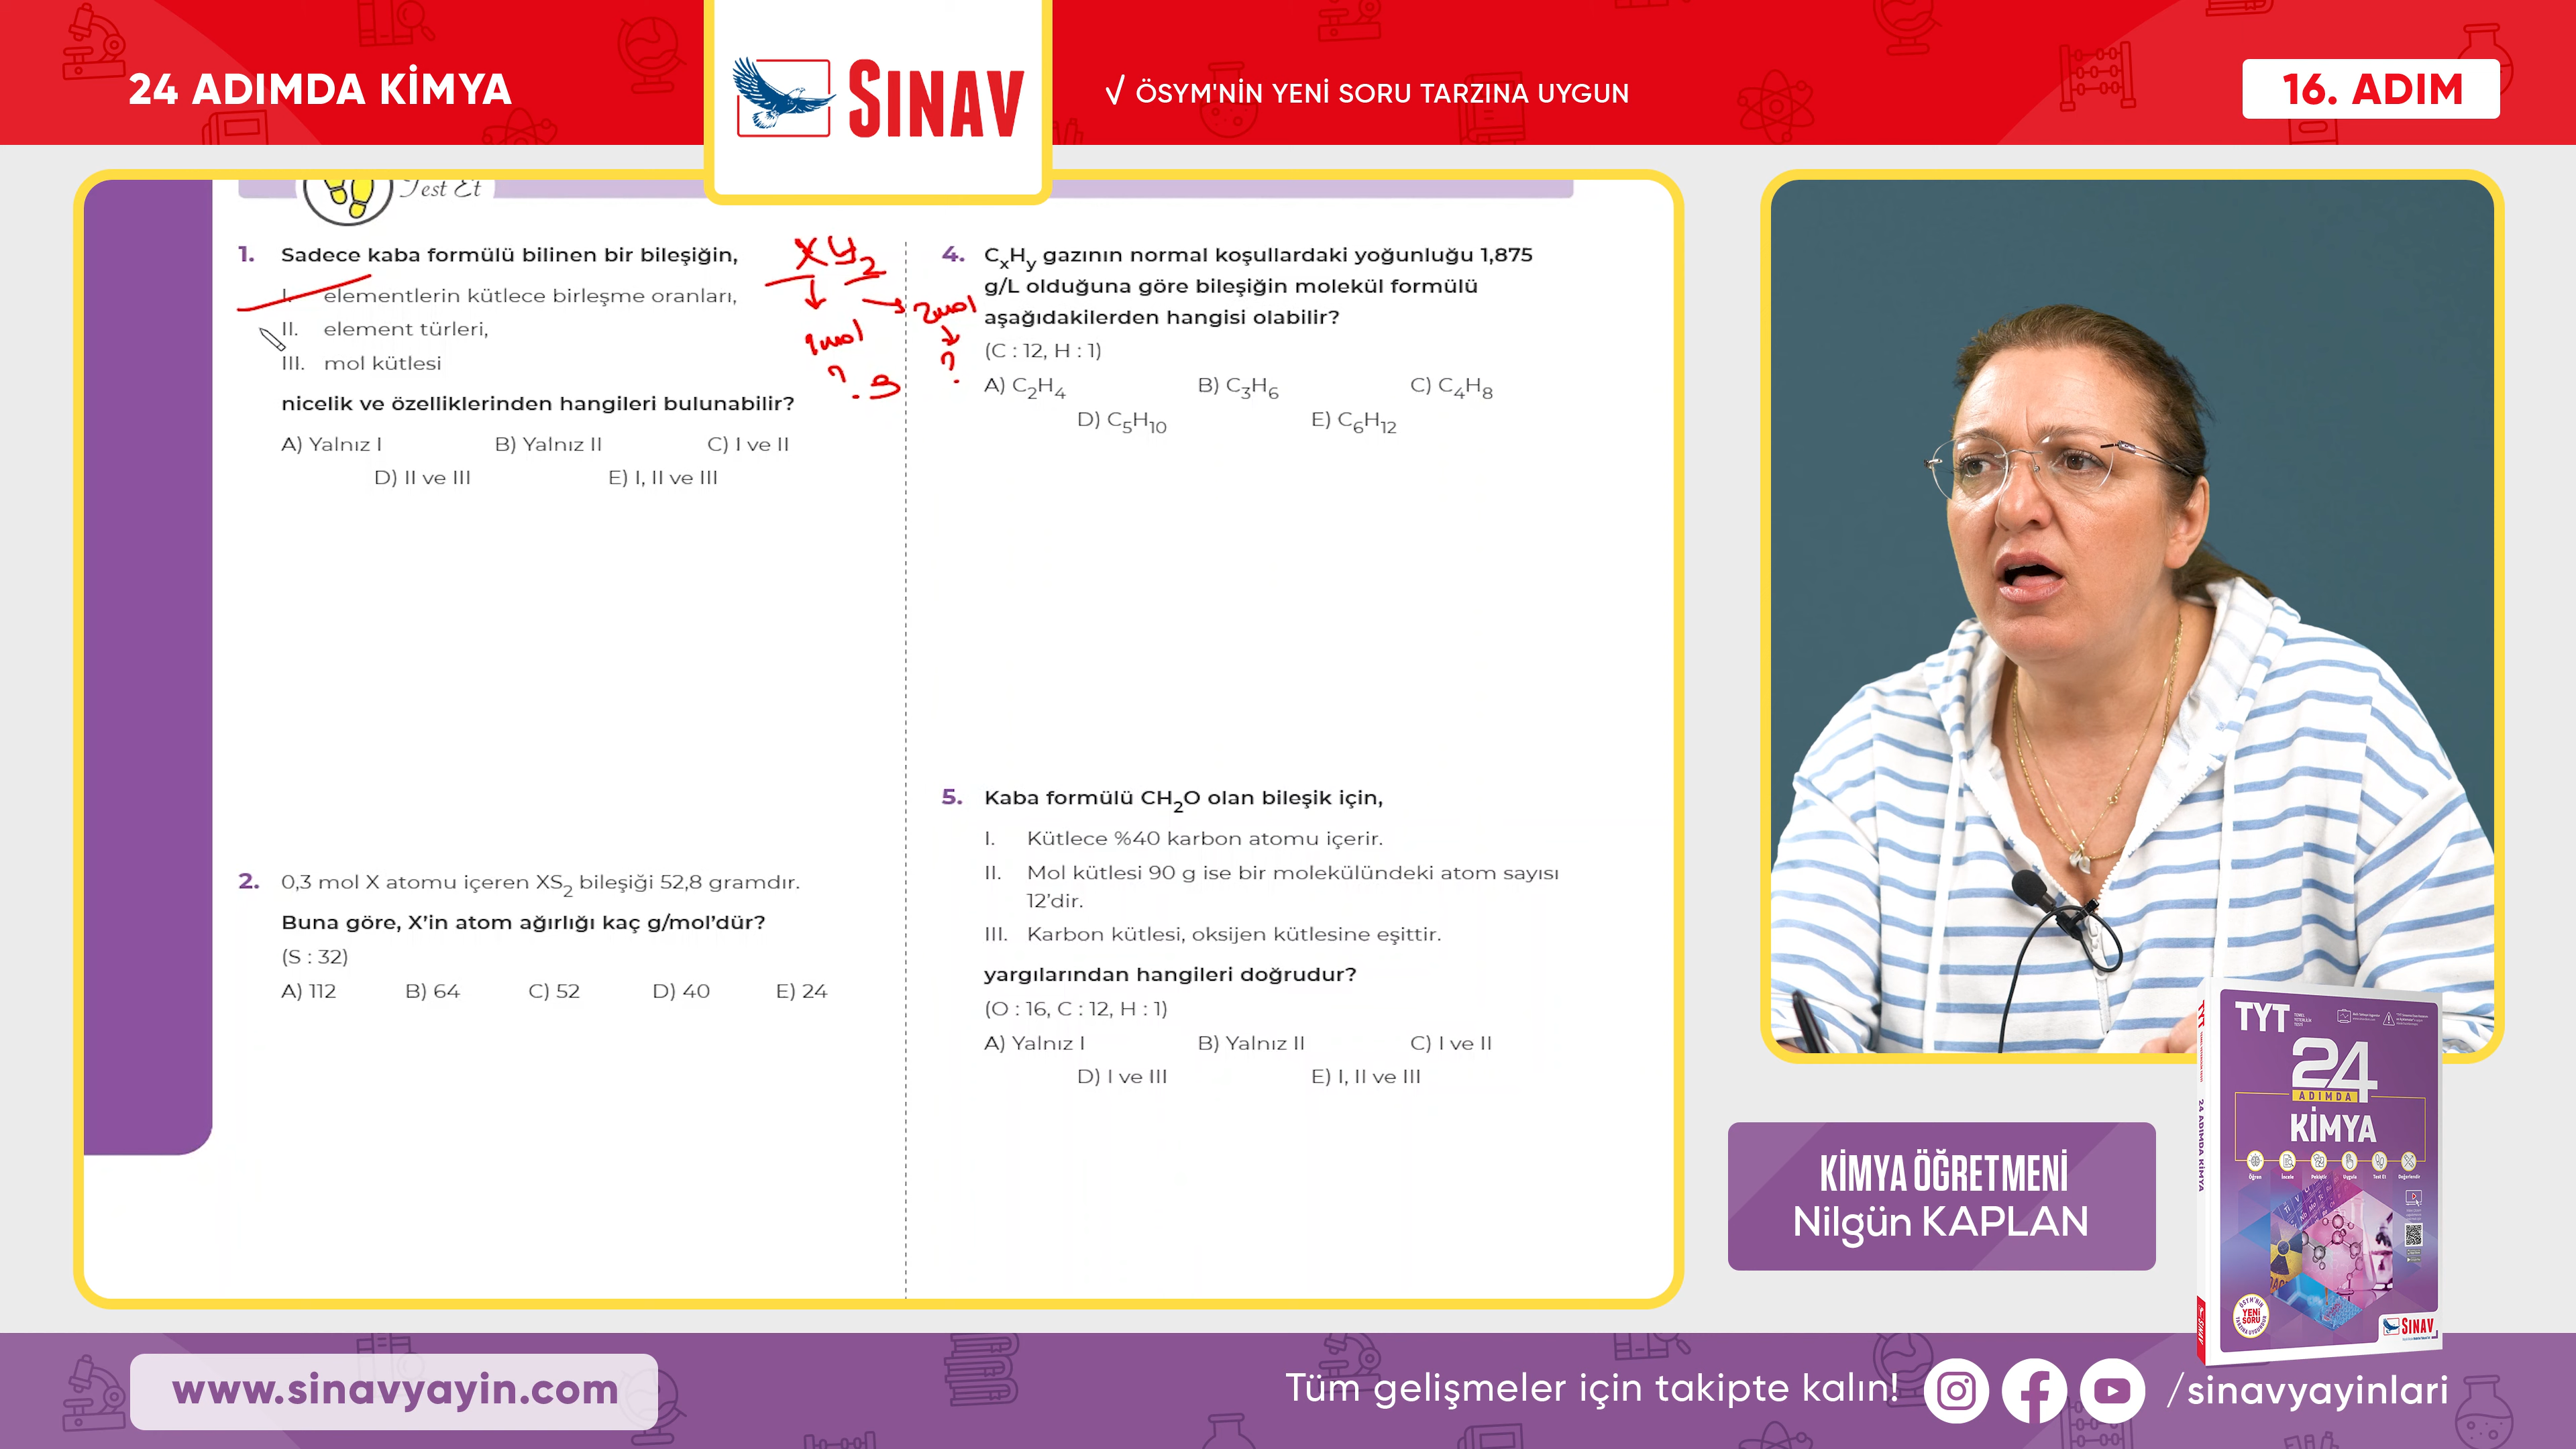 24 ADIMDA KİMYA
SINAV
√ ÖSYM'NİN YENİ SORU TARZINA UYGUN
16. ADIM
Test Et
1. Sadece kaba formülü bilinen bir bileşiğin,
I. elementlerin kütlece birleşme oranları,
II. element türleri,
III. mol kütlesi
nicelik ve özelliklerinden hangileri bulunabilir?
A) Yalnız I B) Yalnız II C) I ve II
D) II ve III E) I, II ve III
XY2
1mol
2mol
? g
?
2. 0,3 mol X atomu içeren XS2 bileşiği 52,8 gramdır.
Buna göre, X'in atom ağırlığı kaç g/mol'dür?
(S : 32)
A) 112 B) 64 C) 52 D) 40 E) 24
4. CxHy gazının normal koşullardaki yoğunluğu 1,875
g/L olduğuna göre bileşiğin molekül formülü
aşağıdakilerden hangisi olabilir?
(C : 12, H : 1)
A) C2H4 B) C3H6 C) C4H8
D) C5H10 E) C6H12
5. Kaba formülü CH2O olan bileşik için,
I. Kütlece %40 karbon atomu içerir.
II. Mol kütlesi 90 g ise bir molekülündeki atom sayısı
12'dir.
III. Karbon kütlesi, oksijen kütlesine eşittir.
yargılarından hangileri doğrudur?
(O : 16, C : 12, H : 1)
A) Yalnız I B) Yalnız II C) I ve II
D) I ve III E) I, II ve III
KİMYA ÖĞRETMENİ
Nilgün KAPLAN
TYT
24
ADIMDA
KİMYA
24 ADIMDA KİMYA
YENİ
SORU
SINAV
www.sinavyayin.com
Tüm gelişmeler için takipte kalın!
/sinavyayinlari